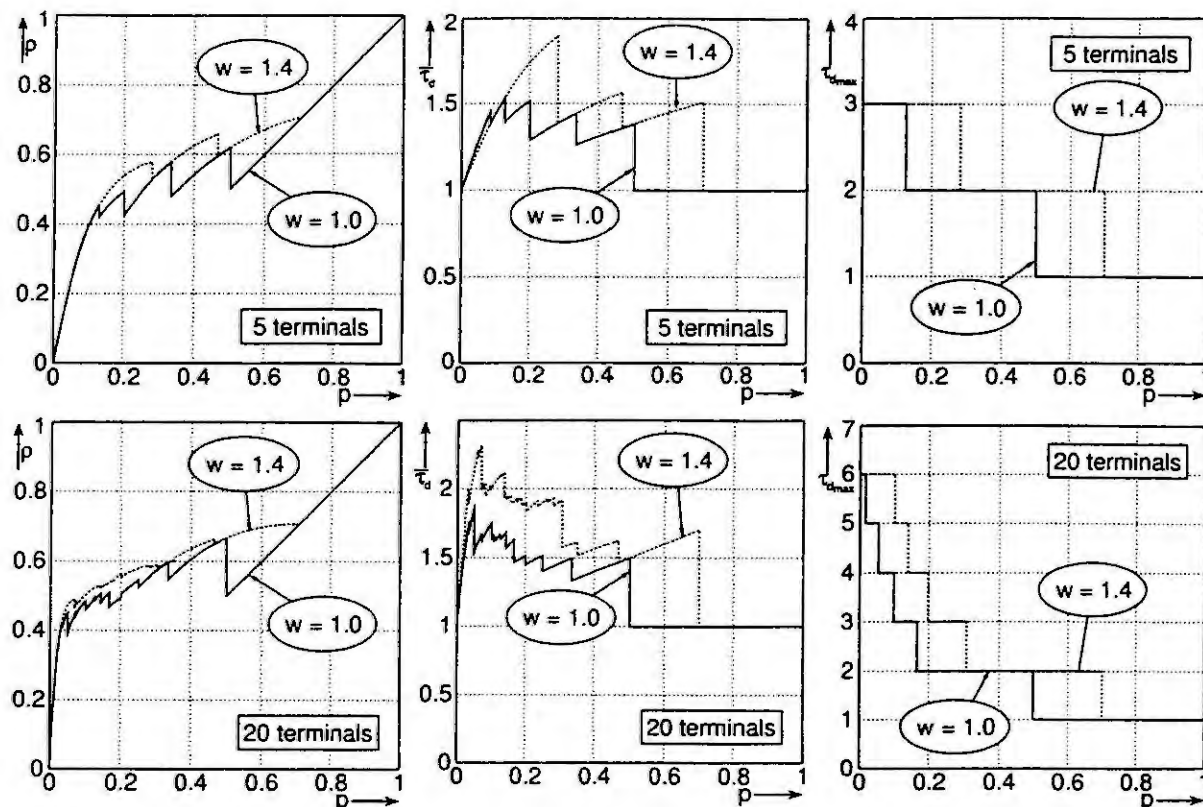 ρ
1
0.8
0.6
0.4
0.2
0
0 0.2 0.4 0.6 0.8 1
p
w = 1.4
w = 1.0
5 terminals
τ̄d
2
1.5
1
0.5
0
0 0.2 0.4 0.6 0.8 1
p
w = 1.4
w = 1.0
5 terminals
τdmax
4
3
2
1
0
0 0.2 0.4 0.6 0.8 1
p
5 terminals
w = 1.4
w = 1.0
ρ
1
0.8
0.6
0.4
0.2
0
0 0.2 0.4 0.6 0.8 1
p
w = 1.4
w = 1.0
20 terminals
τ̄d
2
1.5
1
0.5
0
0 0.2 0.4 0.6 0.8 1
p
w = 1.4
w = 1.0
20 terminals
τdmax
7
6
5
4
3
2
1
0
0 0.2 0.4 0.6 0.8 1
p
20 terminals
w = 1.4
w = 1.0